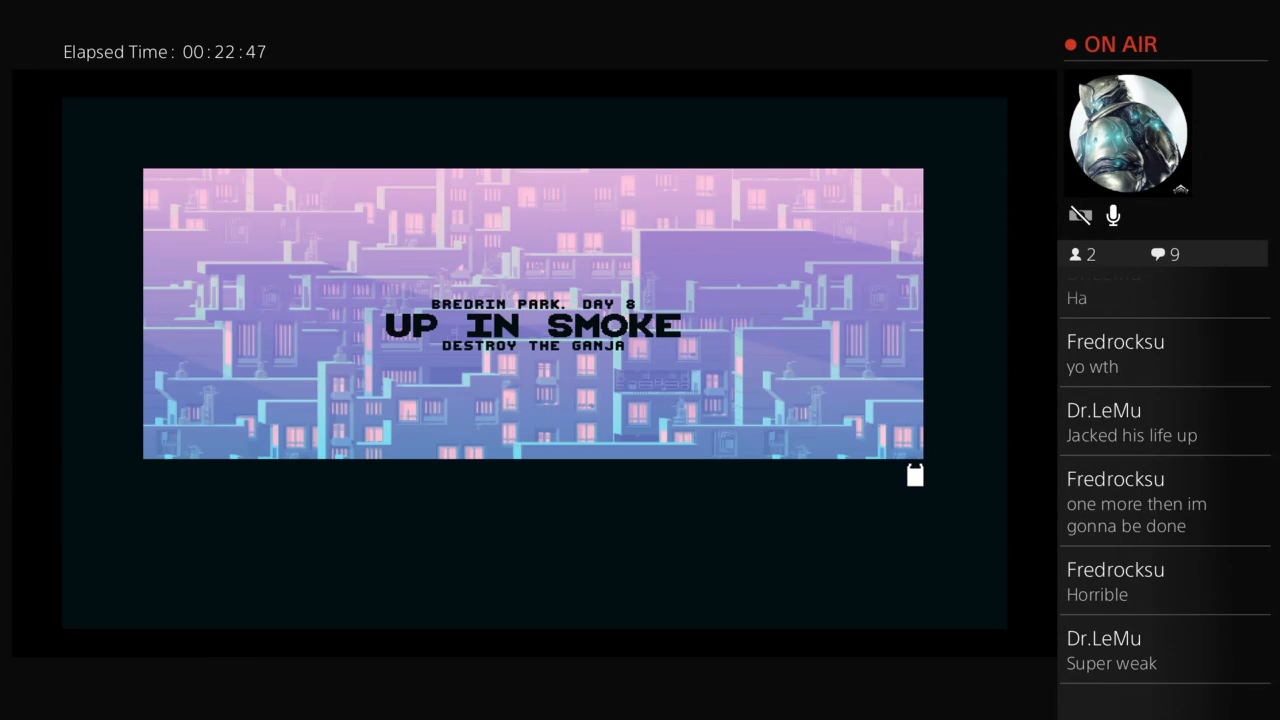 Elapsed Time: 00:22:47
ON AIR
BREDRIN PARK. DAY 8
UP IN SMOKE
DESTROY THE GANJA
2 9
Ha
Fredrocksu
yo wth
Dr.LeMu
Jacked his life up
Fredrocksu
one more then im
gonna be done
Fredrocksu
Horrible
Dr.LeMu
Super weak